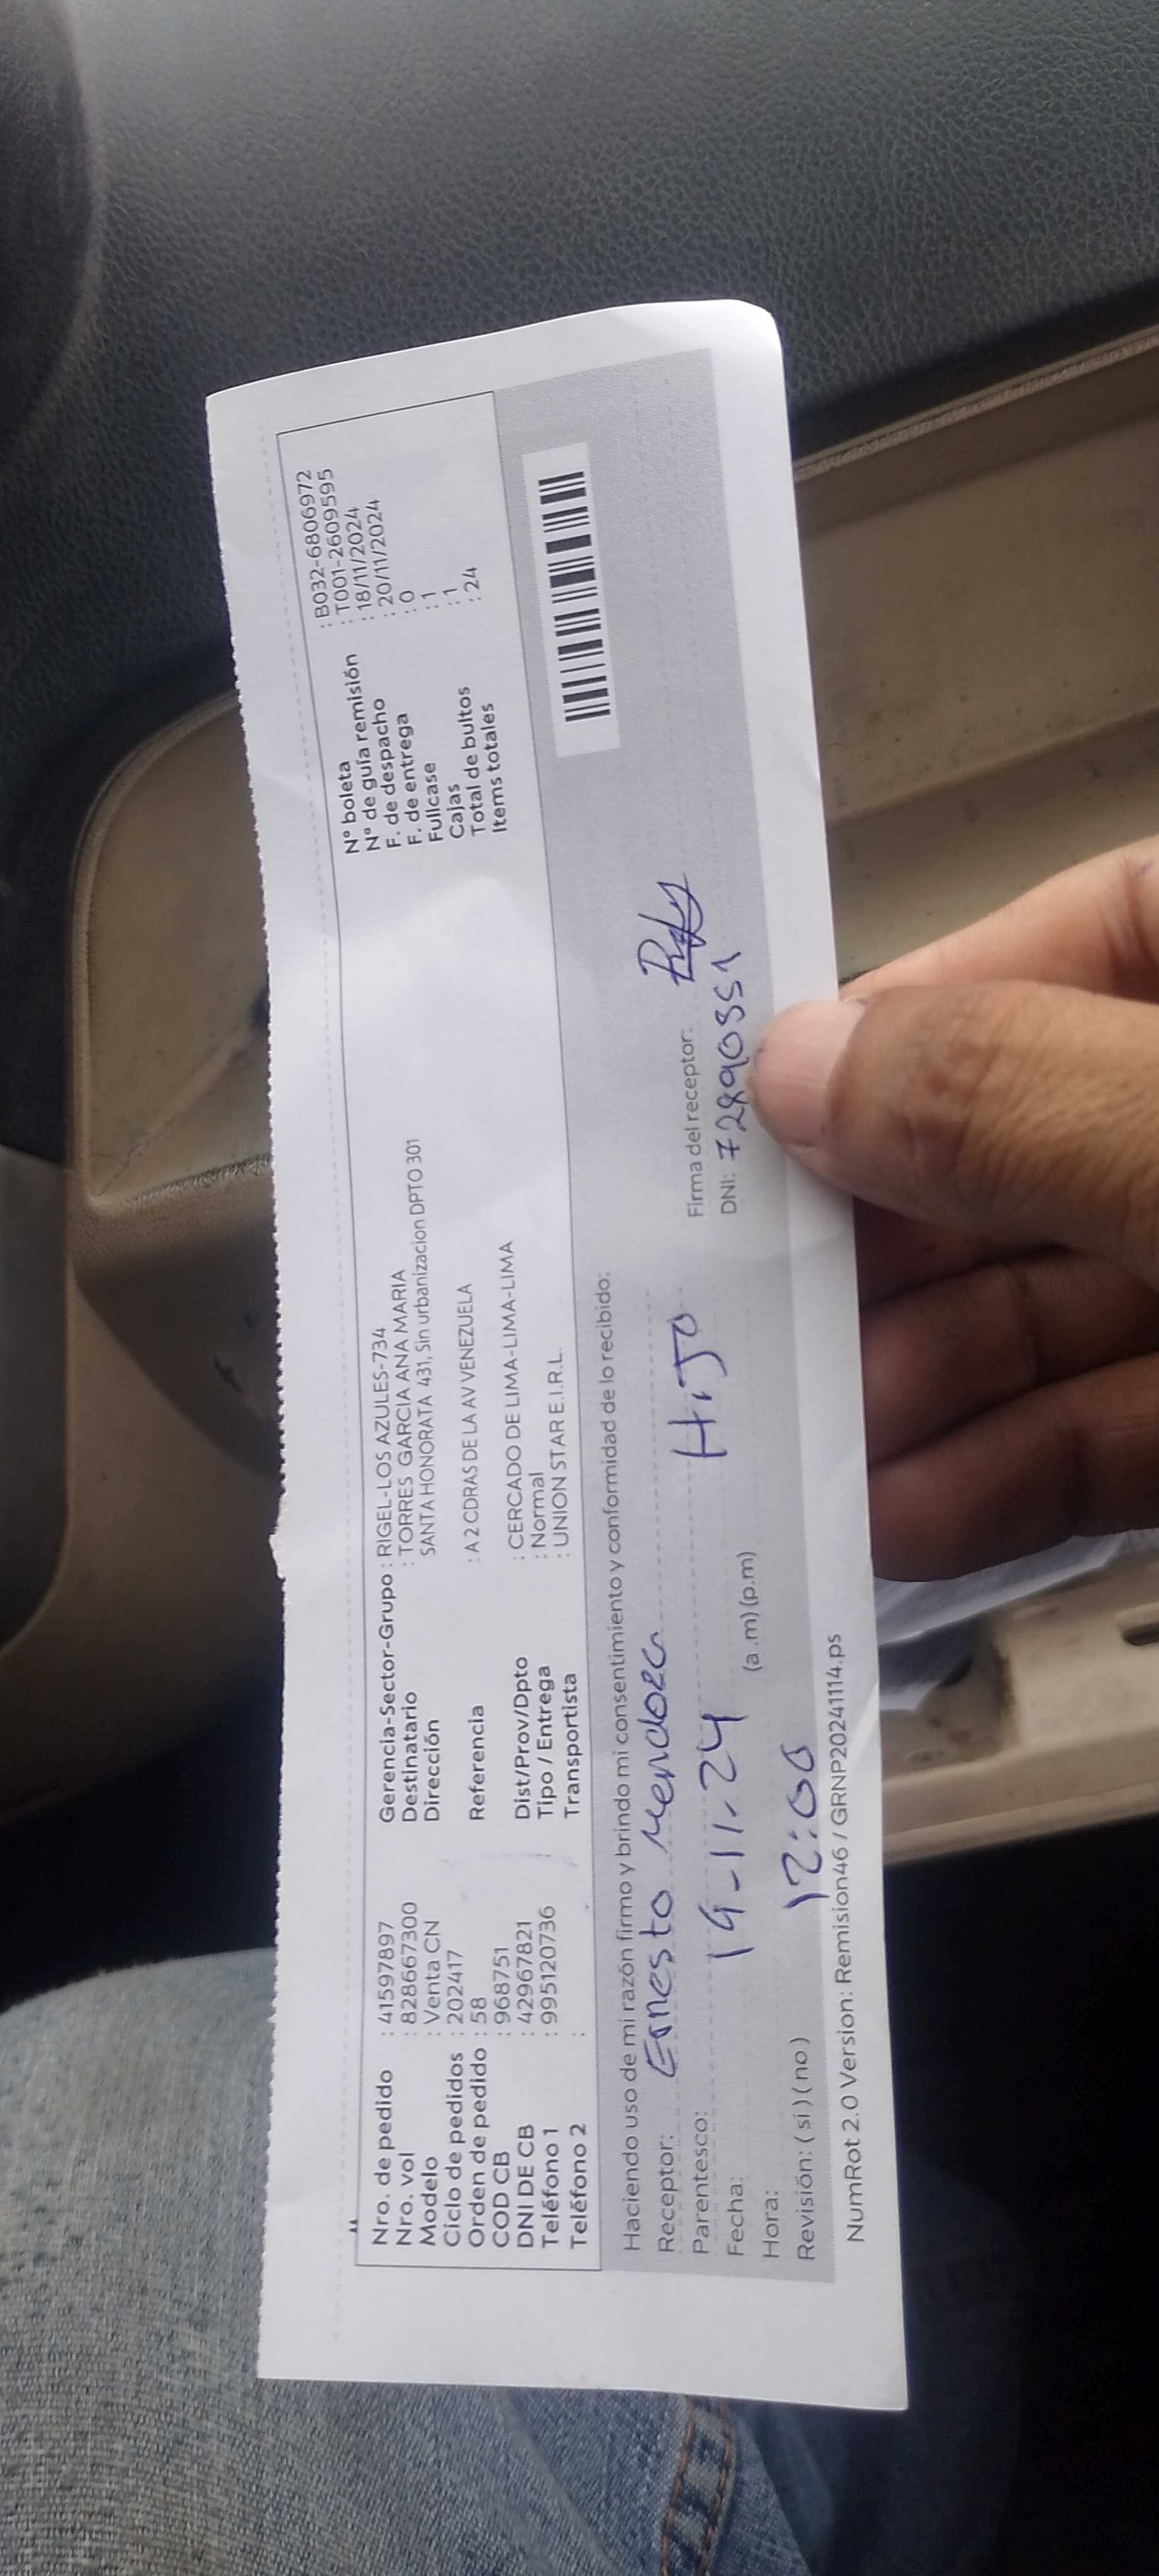 Nro. de pedido : 41597897
Nro. vol : 828667300
Modelo : Venta CN
Ciclo de pedidos : 202417
Orden de pedido : 58
COD CB : 968751
DNI DE CB : 42967821
Teléfono 1 : 995120736
Teléfono 2 :
Gerencia-Sector-Grupo : RIGEL-LOS AZULES-734
Destinatario : TORRES GARCIA ANA MARIA
Dirección SANTA HONORATA 431, Sin urbanizacion DPTO 301
Referencia : A 2 CDRAS DE LA AV VENEZUELA
Dist/Prov/Dpto : CERCADO DE LIMA-LIMA-LIMA
Tipo / Entrega : Normal
Transportista : UNION STAR E.I.R.L.
N° boleta : B032-6806972
N° de guía remisión : T001-2609595
F. de despacho : 18/11/2024
F. de entrega : 20/11/2024
Fullcase : 0
Cajas : 1
Total de bultos : 1
Items totales : 24
Haciendo uso de mi razón firmo y brindo mi consentimiento y conformidad de lo recibido:
Receptor: Ernesto Mendoza
Parentesco: HiJo
Fecha: 19-11-24
Hora: 12:00 (a.m) (p.m)
Revisión: ( si ) ( no )
Firma del receptor:
DNI: 72890551
NumRot 2.0 Version: Remision46 / GRNP20241114.ps